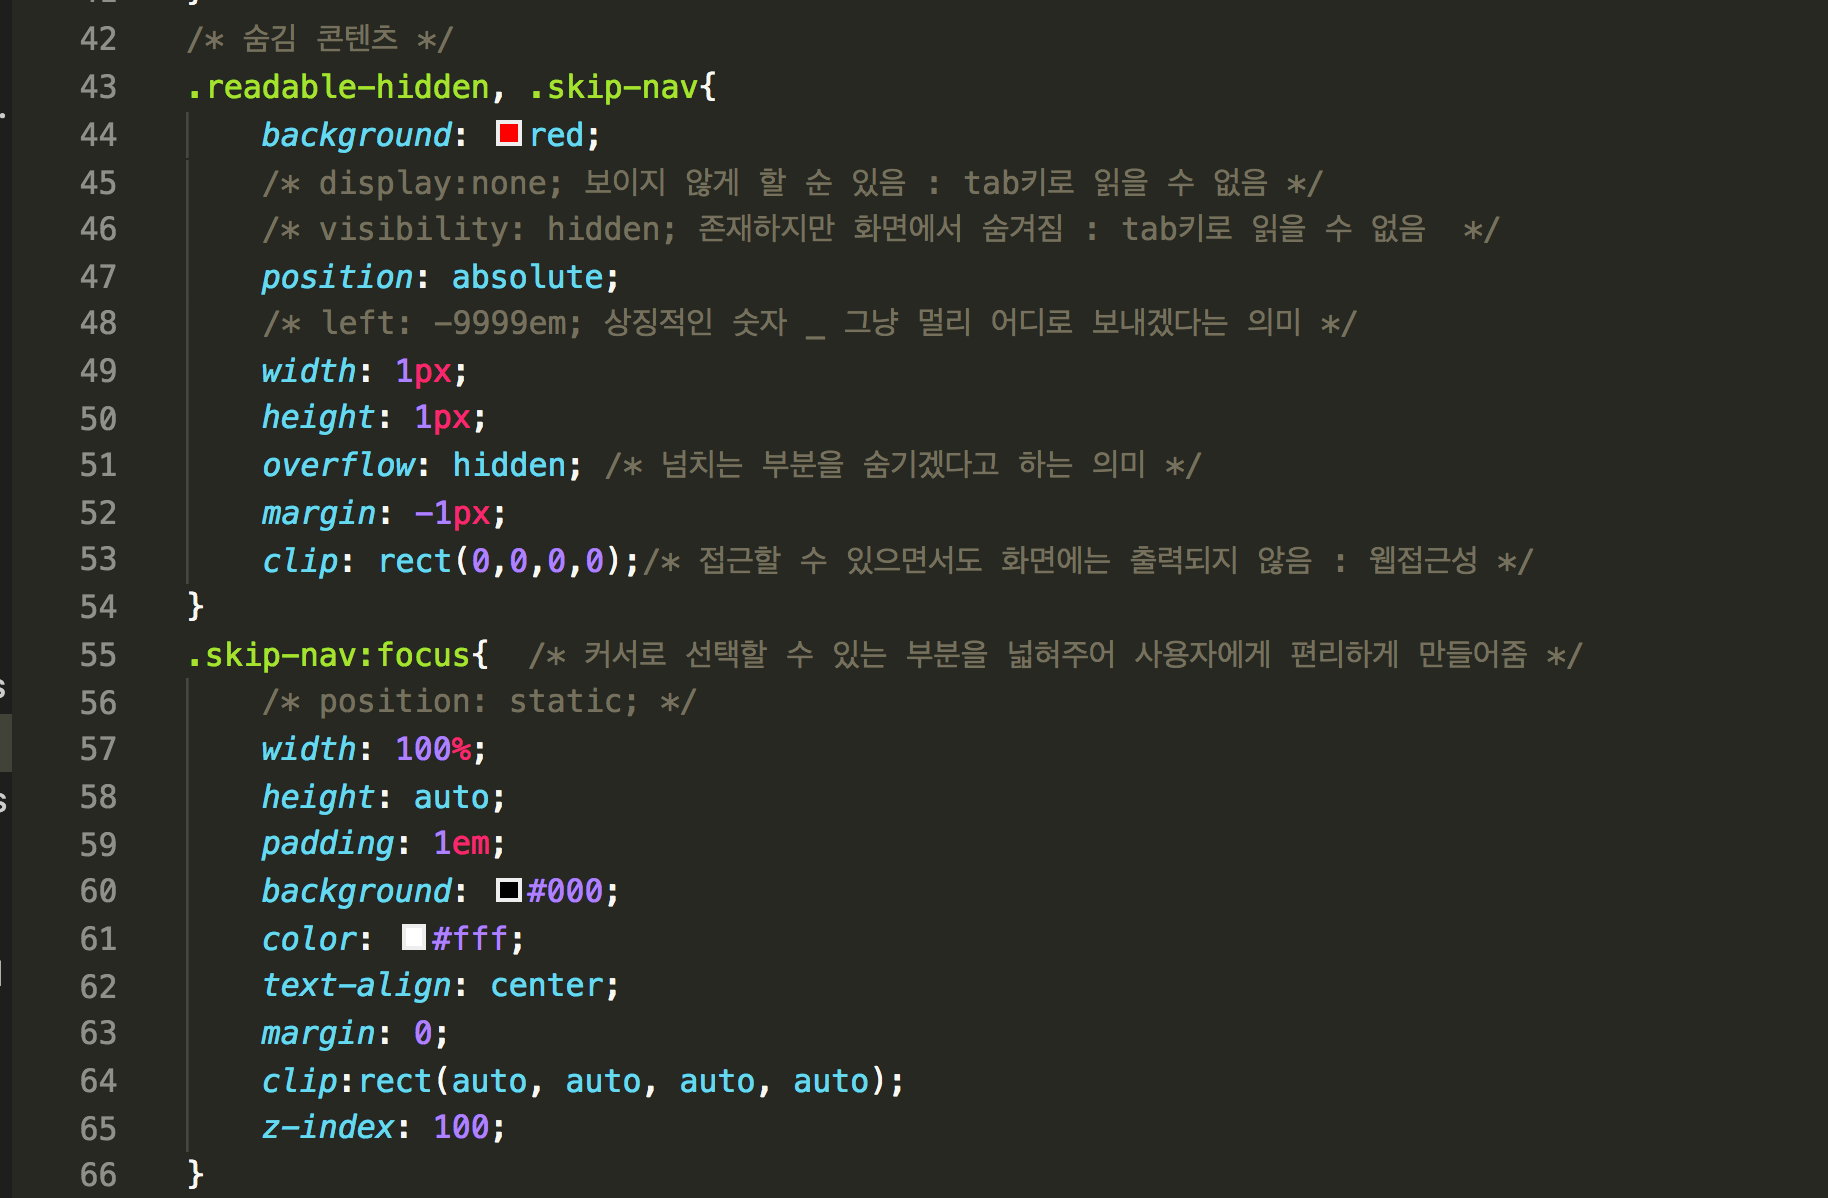 42 /* 숨김 콘텐츠 */
43 .readable-hidden, .skip-nav{
44 background: red;
45 /* display:none; 보이지 않게 할 순 있음 : tab키로 읽을 수 없음 */
46 /* visibility: hidden; 존재하지만 화면에서 숨겨짐 : tab키로 읽을 수 없음  */
47 position: absolute;
48 /* left: -9999em; 상징적인 숫자 _ 그냥 멀리 어디로 보내겠다는 의미 */
49 width: 1px;
50 height: 1px;
51 overflow: hidden; /* 넘치는 부분을 숨기겠다고 하는 의미 */
52 margin: -1px;
53 clip: rect(0,0,0,0);/* 접근할 수 있으면서도 화면에는 출력되지 않음 : 웹접근성 */
54 }
55 .skip-nav:focus{  /* 커서로 선택할 수 있는 부분을 넓혀주어 사용자에게 편리하게 만들어줌 */
56 /* position: static; */
57 width: 100%;
58 height: auto;
59 padding: 1em;
60 background: #000;
61 color: #fff;
62 text-align: center;
63 margin: 0;
64 clip:rect(auto, auto, auto, auto);
65 z-index: 100;
66 }